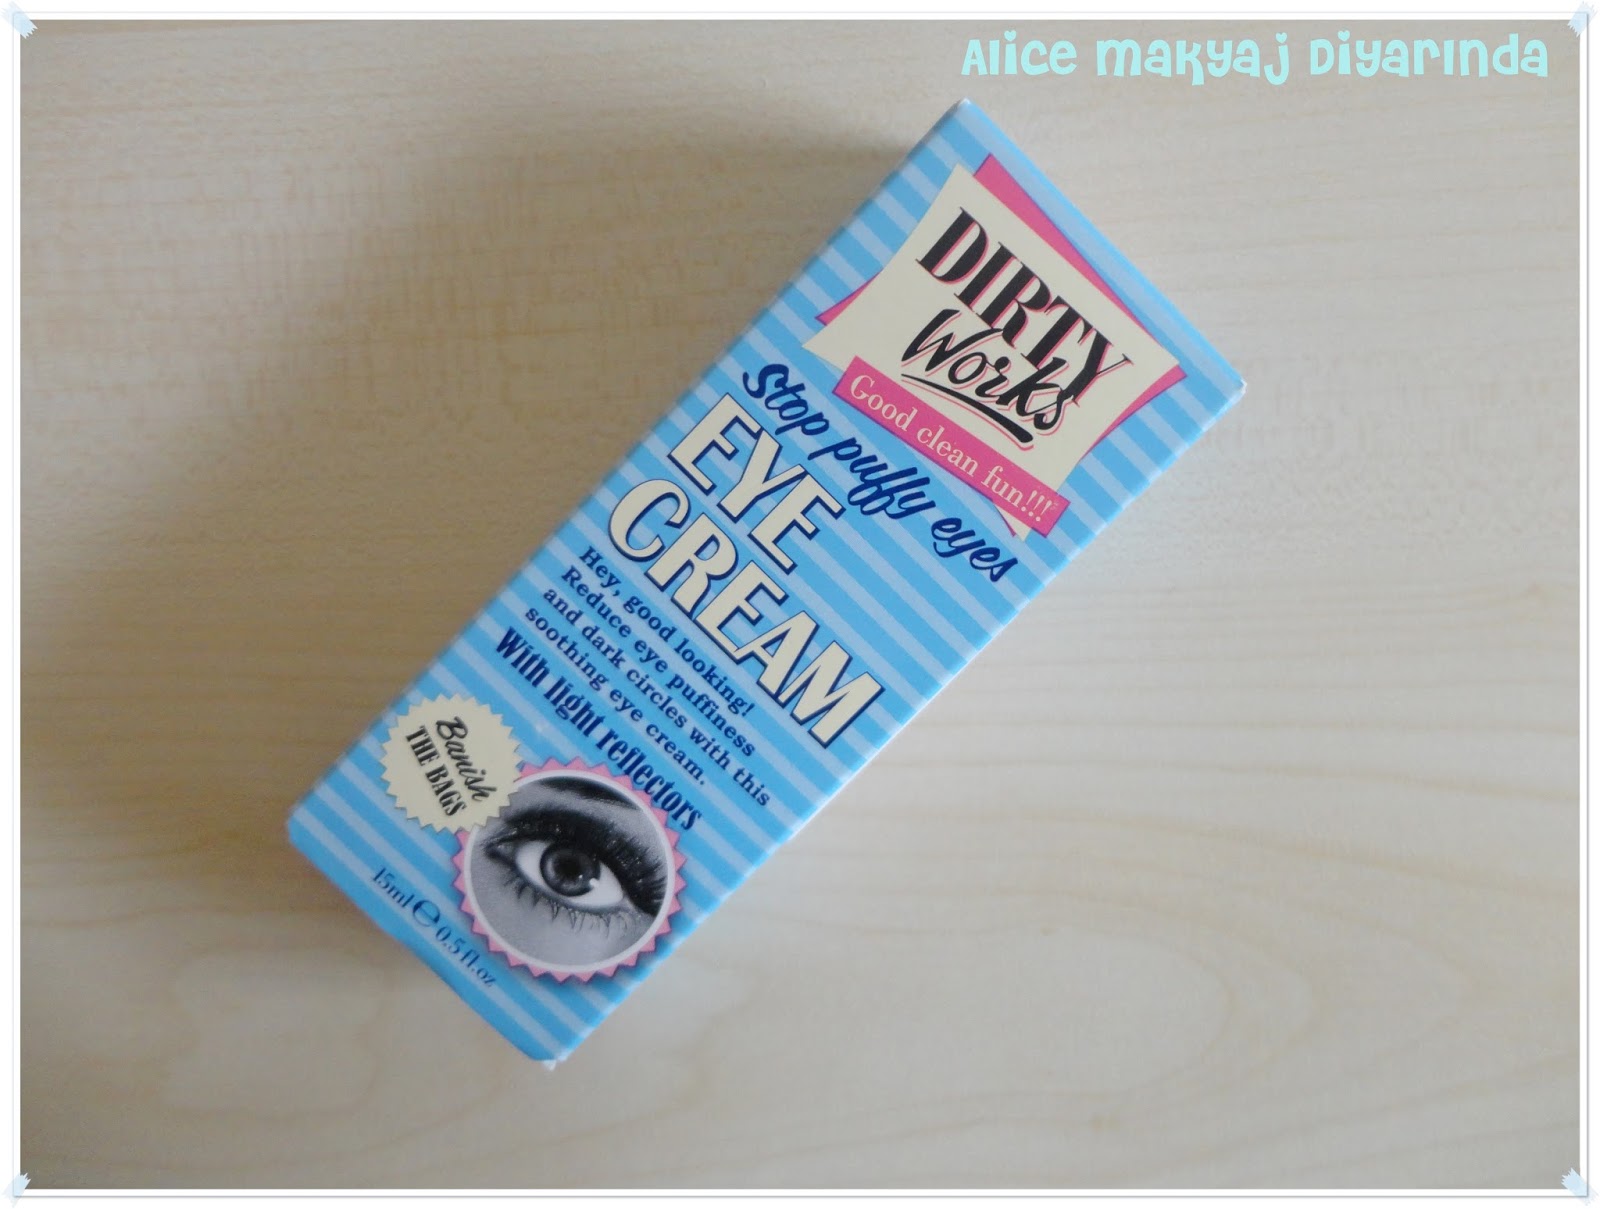 Alice Makyaj Diyarında
DIRTY
Works
Good clean fun!!!
Stop puffy eyes
EYE
CREAM
Hey, good looking!
Reduce eye puffiness
and dark circles with this
soothing eye cream.
With light reflectors
Banish
THE BAGS
15ml ℮ 0.5 fl.oz